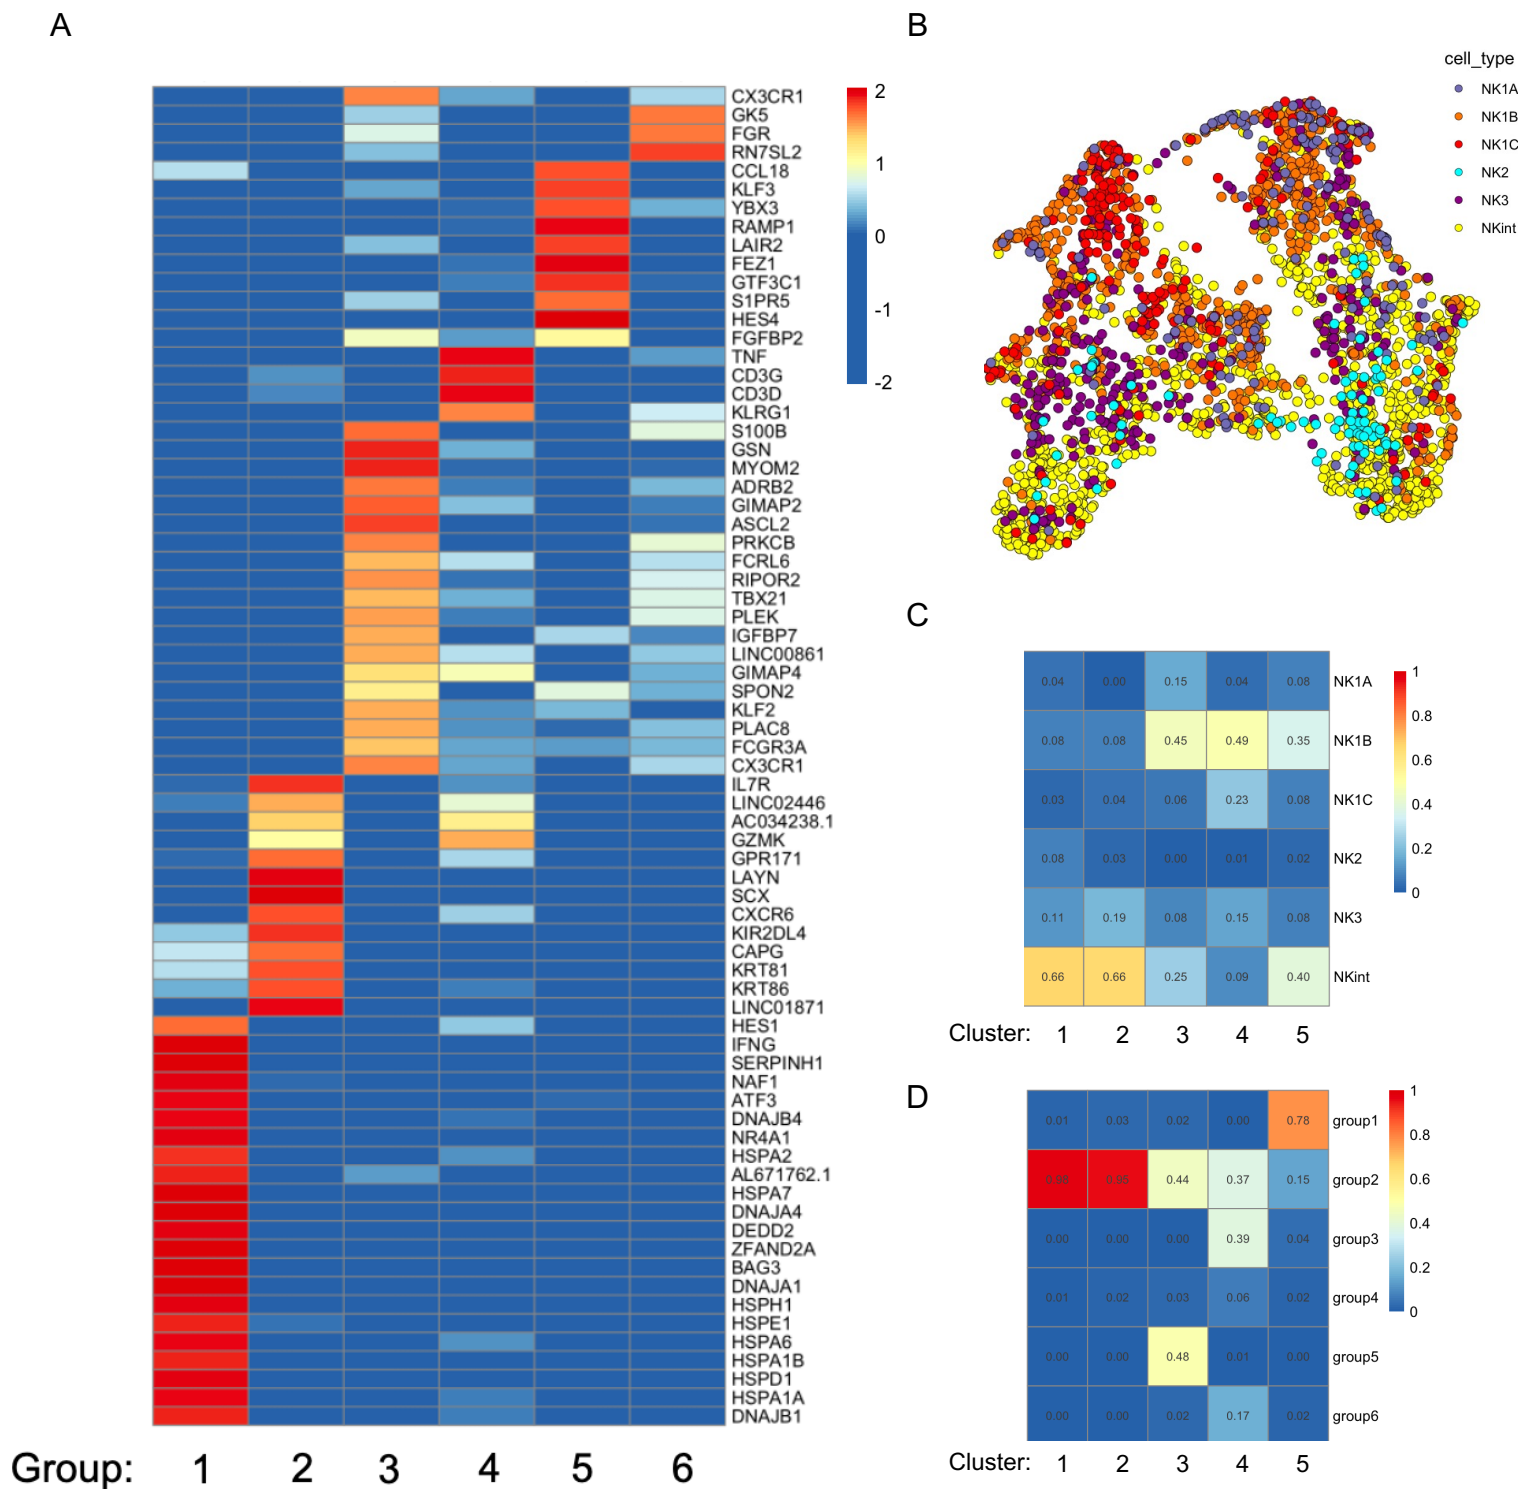 A
CX3CR1
GK5
FGR
RN7SL2
CCL18
KLF3
YBX3
RAMP1
LAIR2
FEZ1
GTF3C1
S1PR5
HES4
FGFBP2
TNF
CD3G
CD3D
KLRG1
S100B
GSN
MYOM2
ADRB2
GIMAP2
ASCL2
PRKCB
FCRL6
RIPOR2
TBX21
PLEK
IGFBP7
LINC00861
GIMAP4
SPON2
KLF2
PLAC8
FCGR3A
CX3CR1
IL7R
LINC02446
AC034238.1
GZMK
GPR171
LAYN
SCX
CXCR6
KIR2DL4
CAPG
KRT81
KRT86
LINC01871
HES1
IFNG
SERPINH1
NAF1
ATF3
DNAJB4
NR4A1
HSPA2
AL671762.1
HSPA7
DNAJA4
DEDD2
ZFAND2A
BAG3
DNAJA1
HSPH1
HSPE1
HSPA6
HSPA1B
HSPD1
HSPA1A
DNAJB1
2
1
0
-1
-2
Group: 1 2 3 4 5 6
B
cell_type
NK1A
NK1B
NK1C
NK2
NK3
NKint
C
0.04 0.00 0.15 0.04 0.08 NK1A
0.08 0.08 0.45 0.49 0.35 NK1B
0.03 0.04 0.06 0.23 0.08 NK1C
0.08 0.03 0.00 0.01 0.02 NK2
0.11 0.19 0.08 0.15 0.08 NK3
0.66 0.66 0.25 0.09 0.40 NKint
1
0.8
0.6
0.4
0.2
0
Cluster: 1 2 3 4 5
D
0.01 0.03 0.02 0.00 0.78 group1
0.95 0.44 0.37 0.15 group2
0.00 0.00 0.00 0.39 0.04 group3
0.01 0.02 0.03 0.06 0.02 group4
0.00 0.00 0.48 0.01 0.00 group5
0.00 0.00 0.02 0.17 0.02 group6
1
0.8
0.6
0.4
0.2
0
Cluster: 1 2 3 4 5